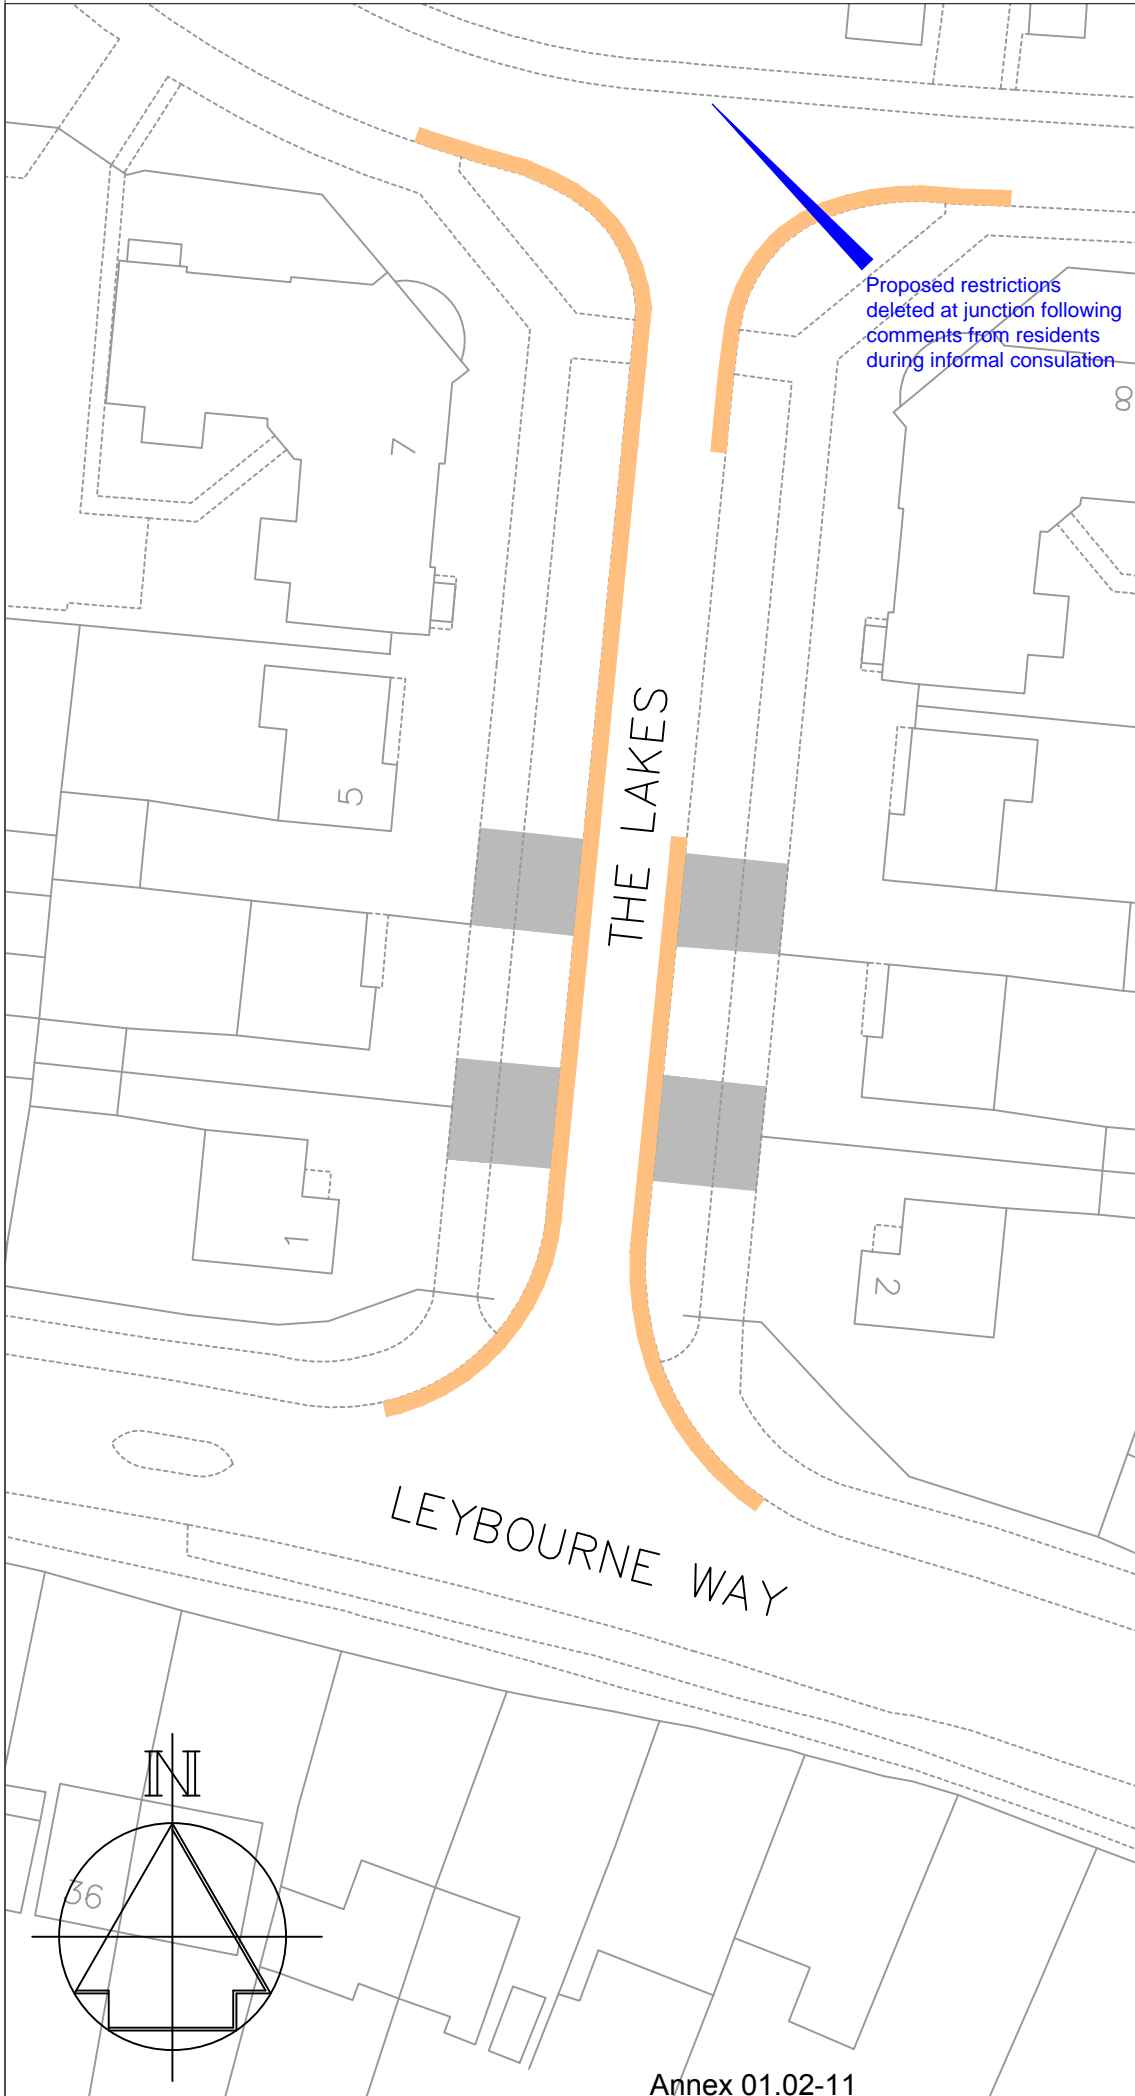 Proposed restrictions
deleted at junction following
comments from residents
during informal consulation
8
7
THE LAKES
5
1
2
LEYBOURNE WAY
N
36
Annex 01.02-11